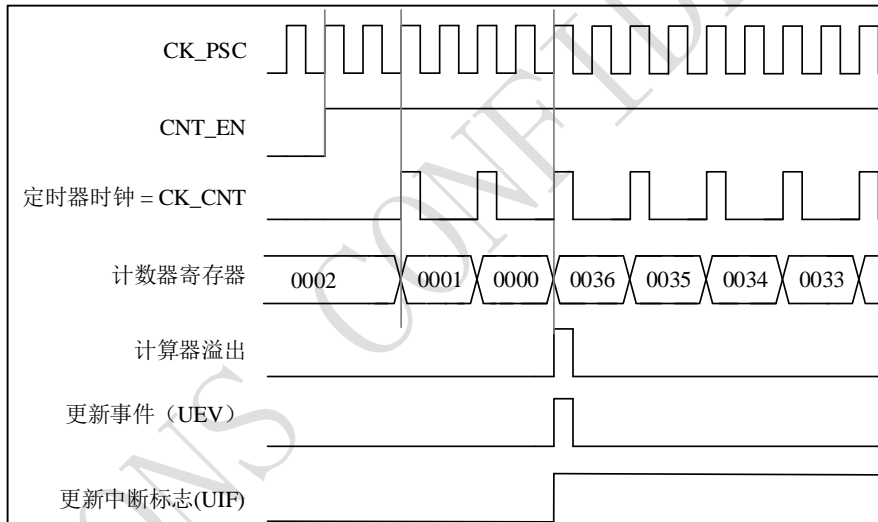 CK_PSC
CNT_EN
定时器时钟 = CK_CNT
计数器寄存器
0002 0001 0000 0036 0035 0034 0033
计算器溢出
更新事件（UEV）
更新中断标志(UIF)
ONS CONFID